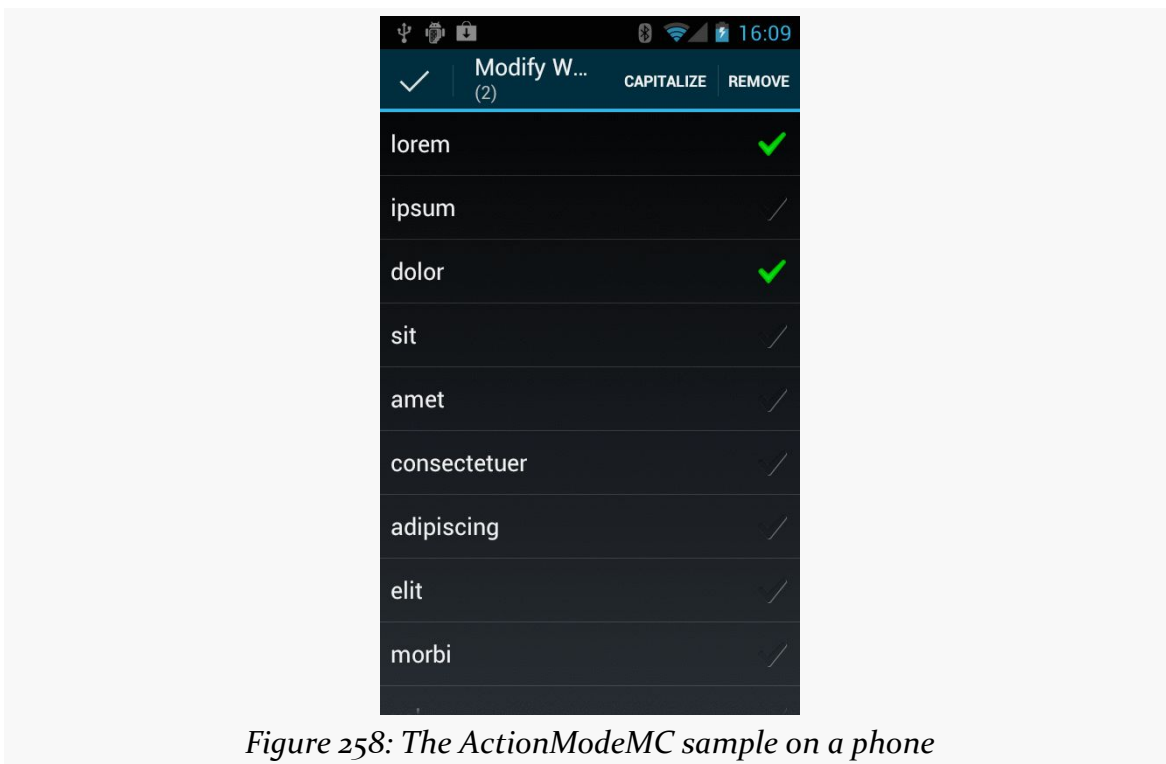 16:09
Modify W...
(2)
CAPITALIZE
REMOVE
lorem
ipsum
dolor
sit
amet
consectetuer
adipiscing
elit
morbi
Figure 258: The ActionModeMC sample on a phone